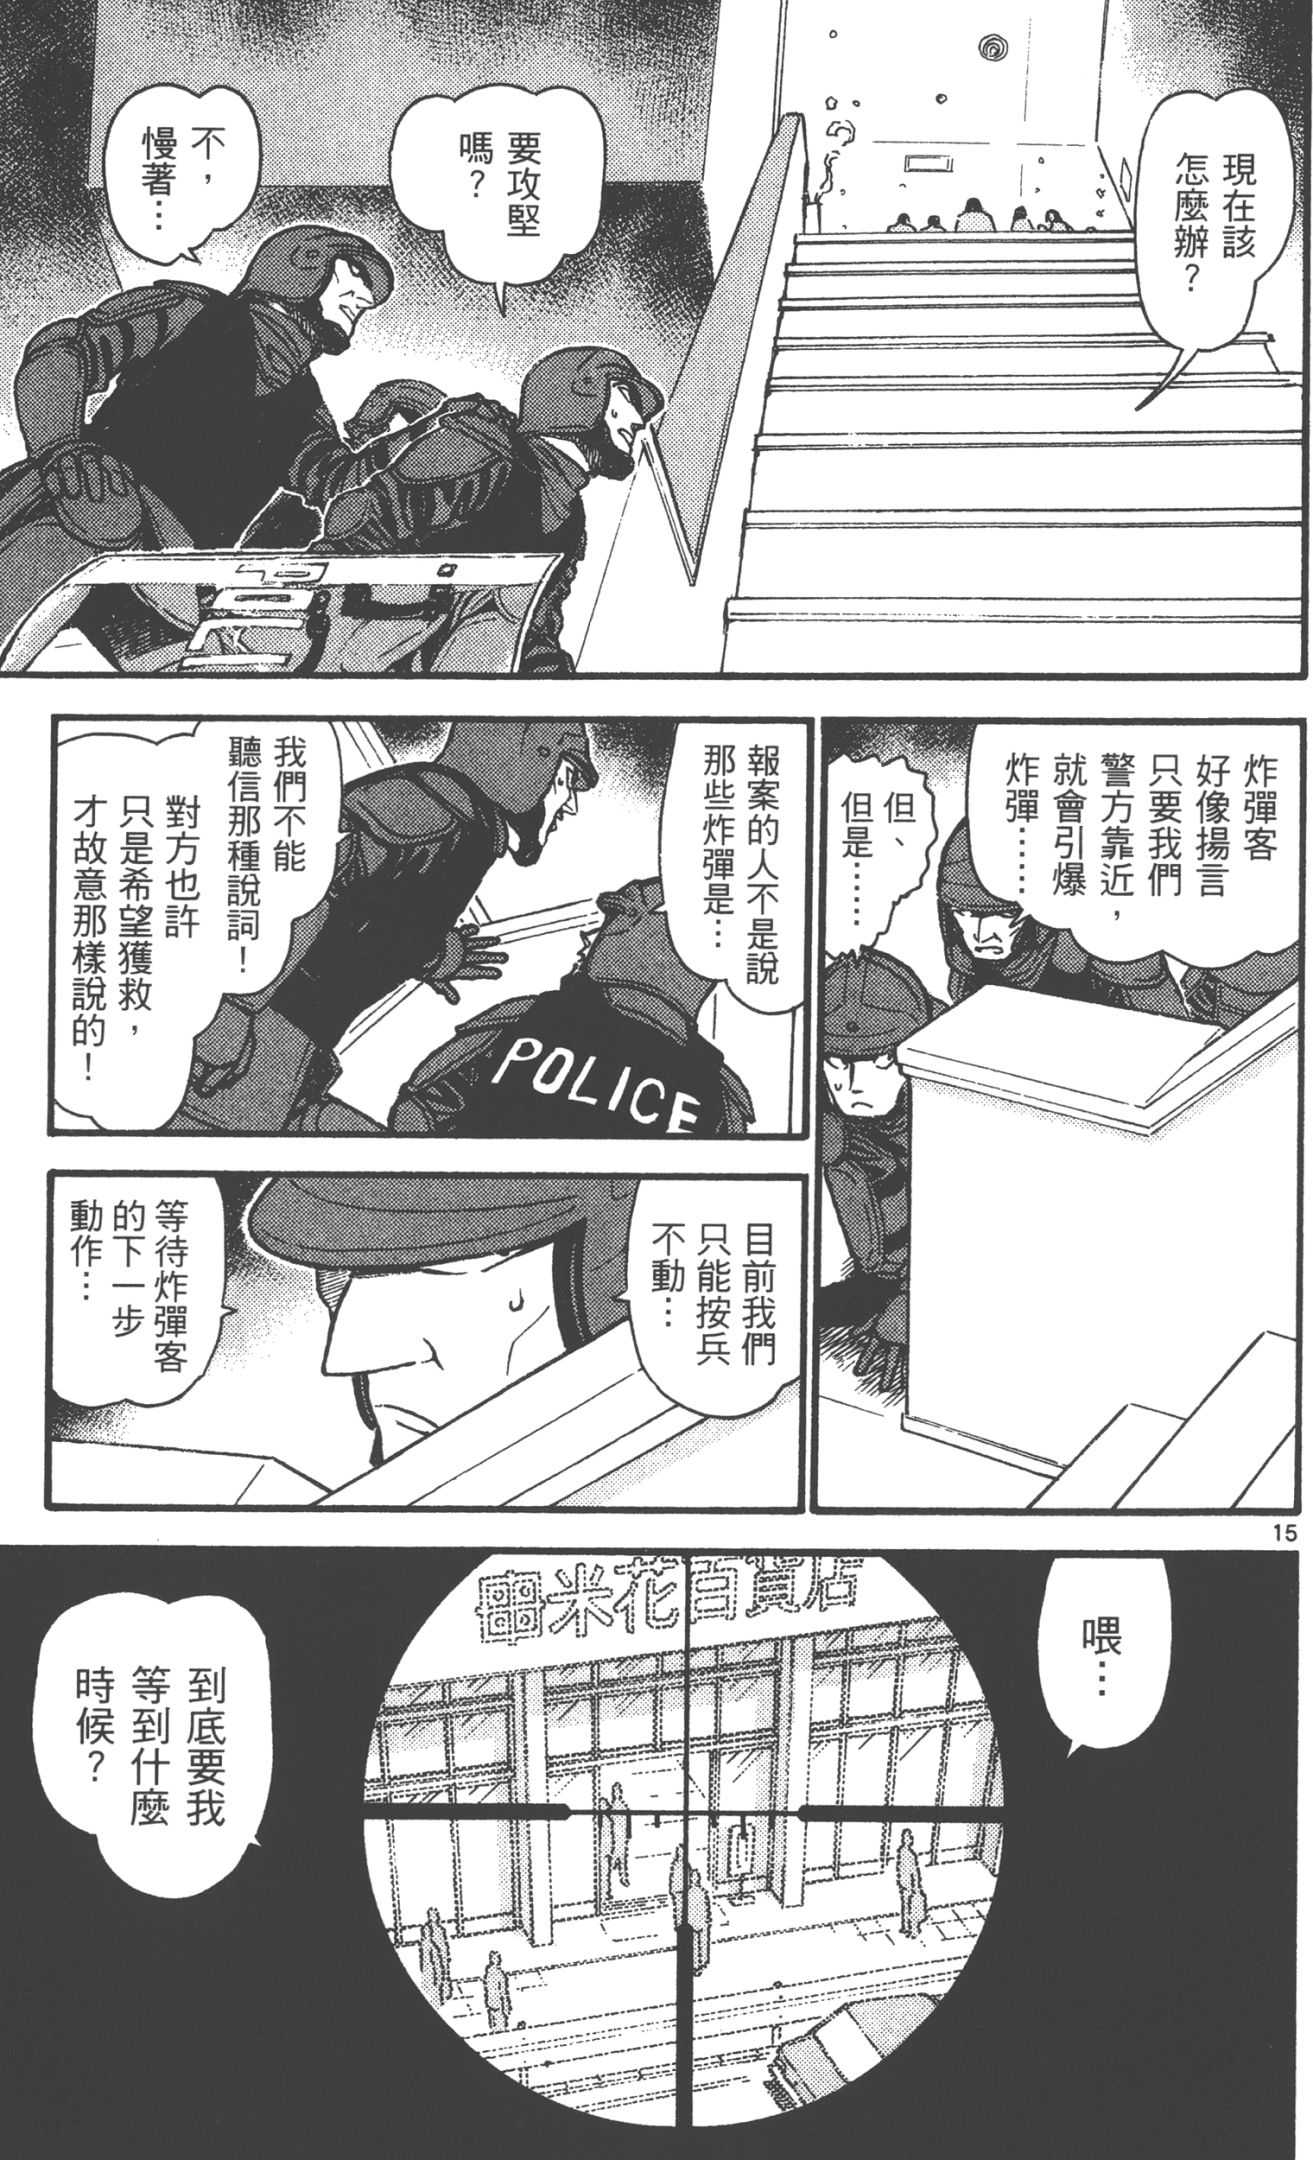 現在該
怎麼辦？
要攻堅
嗎？
不，
慢著…
炸彈客
好像揚言
只要我們
警方靠近，
就會引爆
炸彈……
但、
但是……
報案的人不是說
那些炸彈是…
我們不能
聽信那種說詞！
對方也許
只是希望獲救，
才故意那樣說的！
POLICE
目前我們
只能按兵
不動…
等待炸彈客
的下一步
動作…
15
喂…
米花百貨店
到底要我
等到什麼
時候？